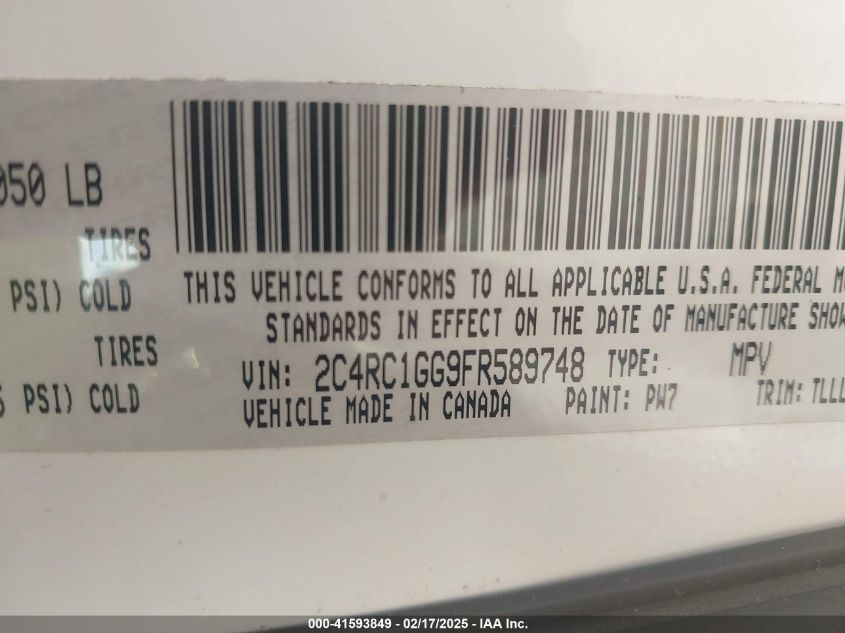 050 LB
TIRES
PSI) COLD
TIRES
PSI) COLD
THIS VEHICLE CONFORMS TO ALL APPLICABLE U.S.A. FEDERAL
STANDARDS IN EFFECT ON THE DATE OF MANUFACTURE SHOW
VIN: 2C4RC1GG9FR589748 TYPE: MPV
VEHICLE MADE IN CANADA PAINT: PW7 TRIM: TLLL
000-41593849 - 02/17/2025 - IAA Inc.